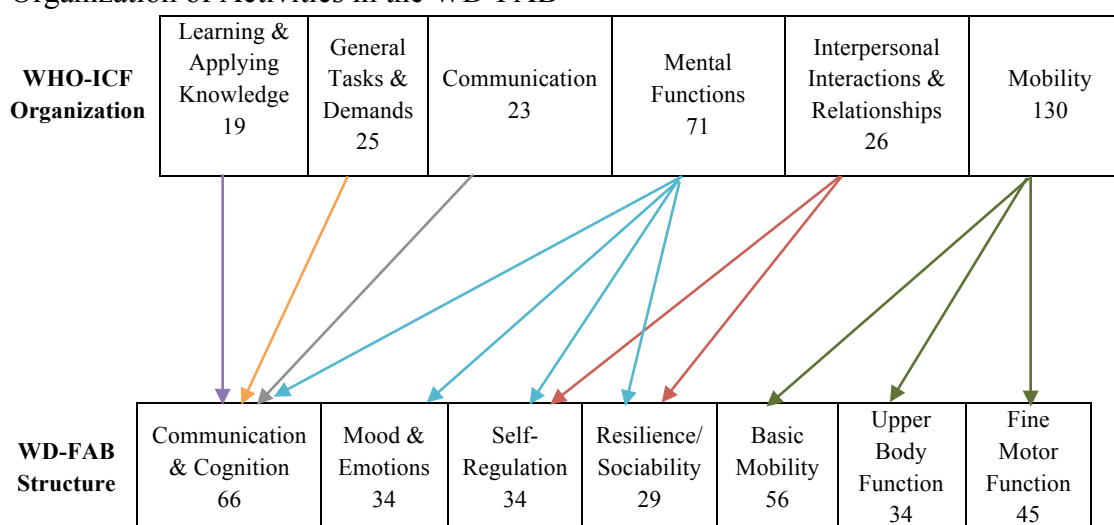 Organization of Activities in the WD-FAB
WHO-ICF
Organization
Learning &
Applying
Knowledge
19
General
Tasks &
Demands
25
Communication
23
Mental
Functions
71
Interpersonal
Interactions &
Relationships
26
Mobility
130
WD-FAB
Structure
Communication
& Cognition
66
Mood &
Emotions
34
Self-
Regulation
34
Resilience/
Sociability
29
Basic
Mobility
56
Upper
Body
Function
34
Fine
Motor
Function
45